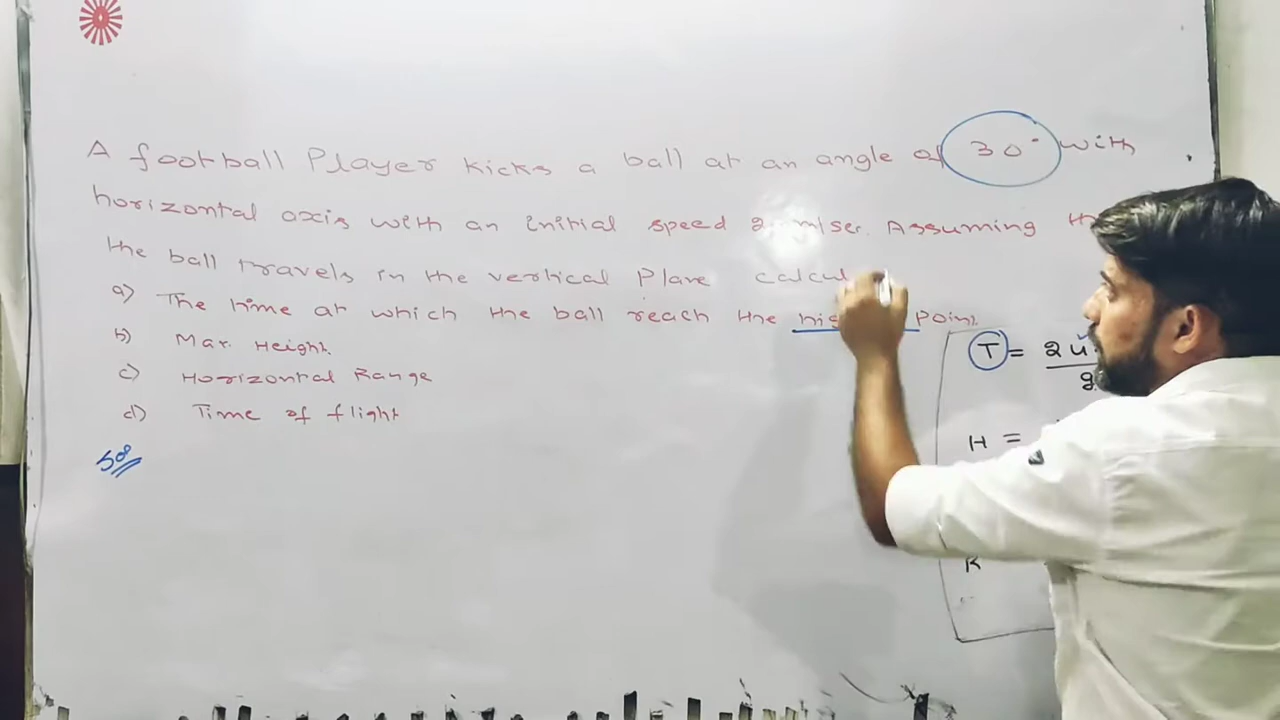 A football Player Kicks a ball at an angle of 30° with
horizontal axis with an initial speed m/sec. Assuming
the ball travels in the vertical Plane calcul
a) The time at which the ball reach the Point
b) Max. Height.
c) Horizontal Range
d) Time of flight
Sol
T = 2u
g
H =
R